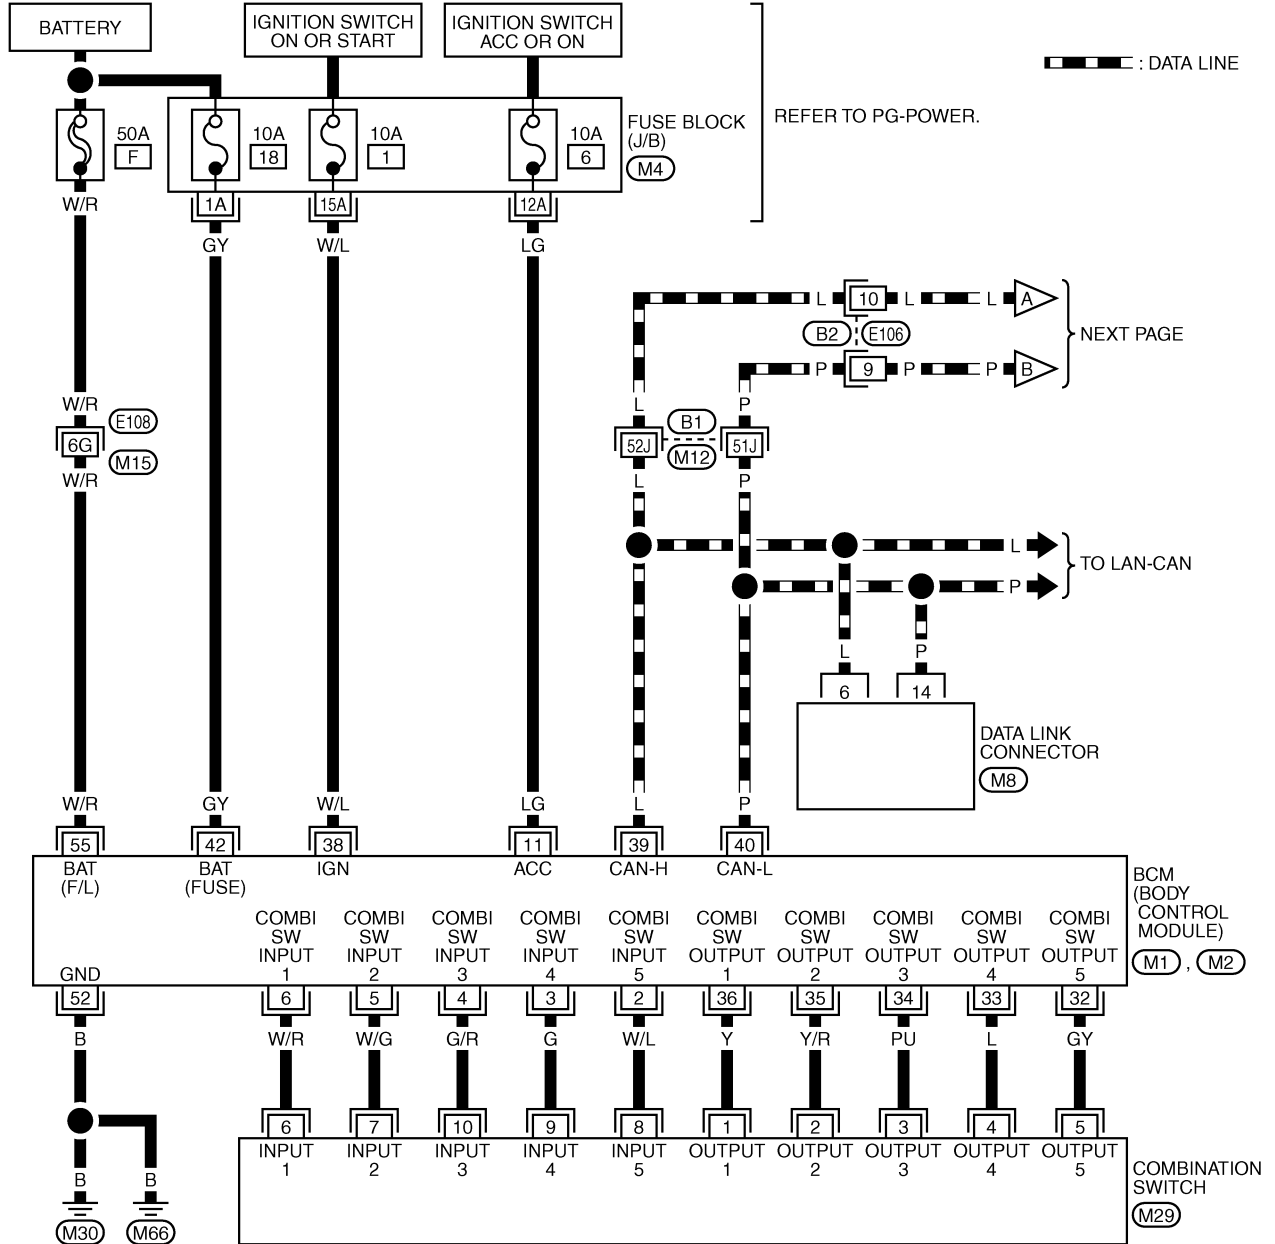 BATTERY
IGNITION SWITCH
ON OR START
IGNITION SWITCH
ACC OR ON
: DATA LINE
REFER TO PG-POWER.
50A
F
10A
18
10A
1
10A
6
FUSE BLOCK
(J/B)
M4
W/R
1A
15A
12A
GY
W/L
LG
L
10
L
L
A
B2
E106
NEXT PAGE
P
9
P
P
B
W/R
E108
6G
M15
W/R
L
P
B1
52J
51J
M12
L
P
L
TO LAN-CAN
P
L
P
6
14
DATA LINK
CONNECTOR
M8
W/R
GY
W/L
LG
L
P
55
42
38
11
39
40
BAT
(F/L)
BAT
(FUSE)
IGN
ACC
CAN-H
CAN-L
BCM
(BODY
CONTROL
MODULE)
M1 , M2
COMBI
SW
INPUT
1
COMBI
SW
INPUT
2
COMBI
SW
INPUT
3
COMBI
SW
INPUT
4
COMBI
SW
INPUT
5
COMBI
SW
OUTPUT
1
COMBI
SW
OUTPUT
2
COMBI
SW
OUTPUT
3
COMBI
SW
OUTPUT
4
COMBI
SW
OUTPUT
5
GND
52
6
5
4
3
2
36
35
34
33
32
B
W/R
W/G
G/R
G
W/L
Y
Y/R
PU
L
GY
6
7
10
9
8
1
2
3
4
5
INPUT
1
INPUT
2
INPUT
3
INPUT
4
INPUT
5
OUTPUT
1
OUTPUT
2
OUTPUT
3
OUTPUT
4
OUTPUT
5
COMBINATION
SWITCH
M29
B
B
M30
M66